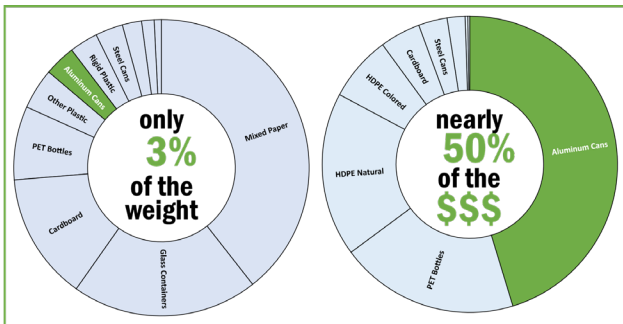 only
3%
of the
weight
Mixed Paper
Glass Containers
Cardboard
PET Bottles
Other Plastic
Aluminum Cans
Rigid Plastic
Steel Cans
nearly
50%
of the
$$$
Aluminum Cans
PET Bottles
HDPE Natural
HDPE Colored
Cardboard
Steel Cans